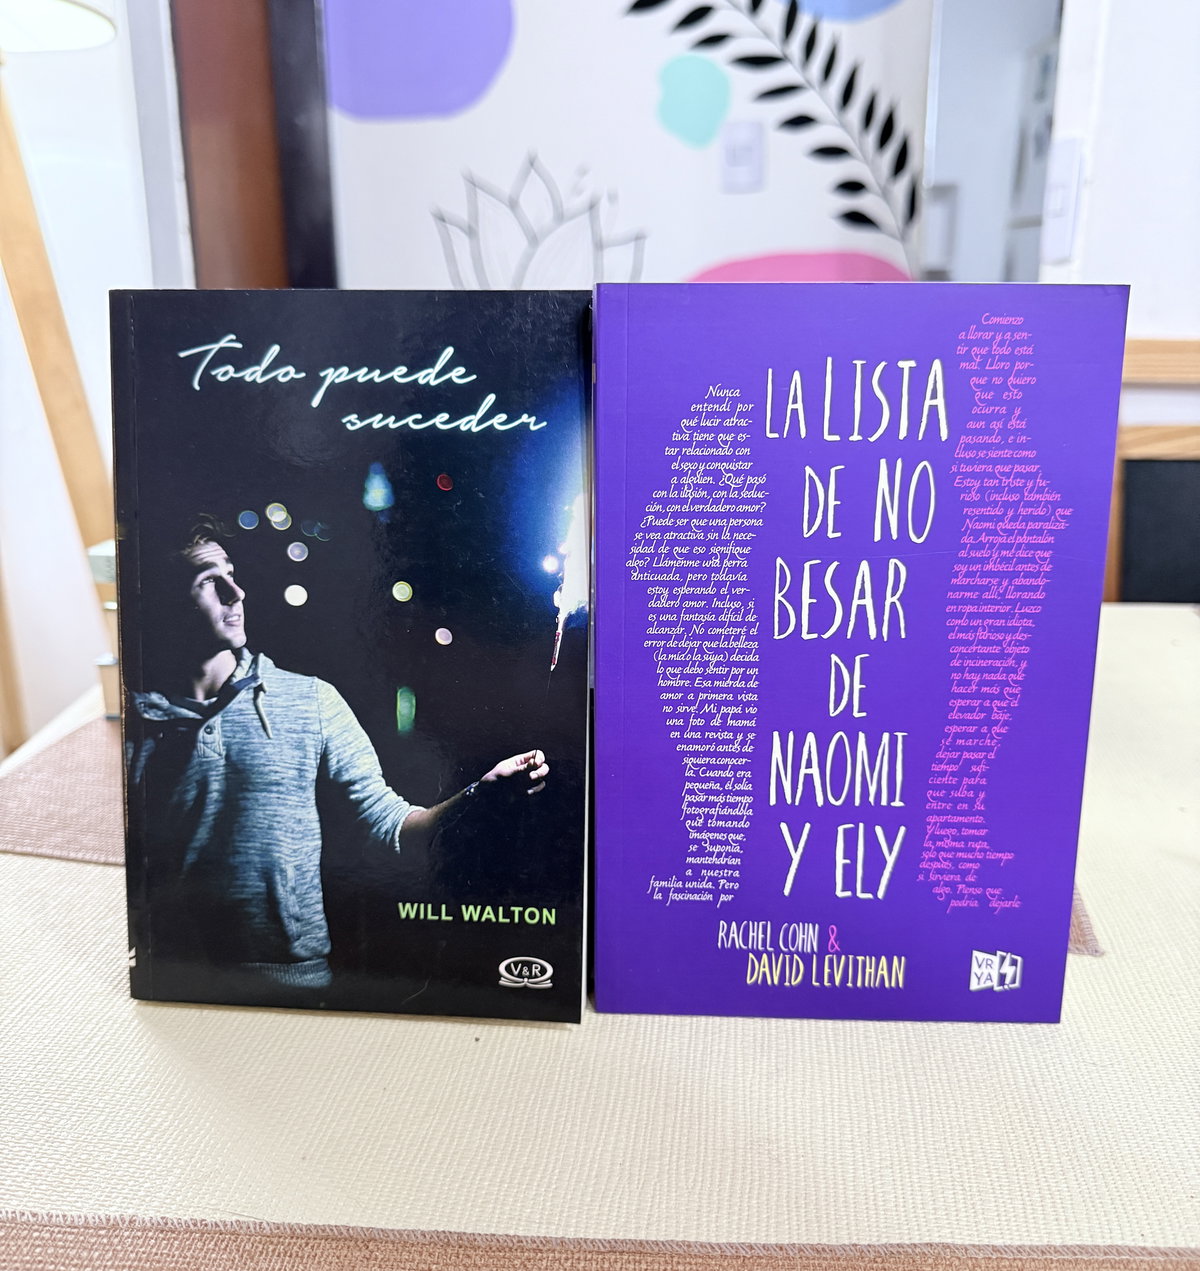 Todo puede
suceder
WILL WALTON
V&R
LA LISTA
DE NO
BESAR
DE
NAOMI
Y ELY
Nunca
entendí por
qué lucir atrac-
tiva tiene que es-
tar relacionado con
el sexo y conquistar
a alguien. ¿Qué pasó
con la ilusión, con la seduc-
ción, con el verdadero amor?
¿Puede ser que una persona
se vea atractiva sin la nece-
sidad de que eso signifique
algo? Llámenme una perra
anticuada, pero todavía
estoy esperando el ver-
dadero amor. Incluso, si
es una fantasía difícil de
alcanzar. No cometeré el
error de dejar que la belleza
(la mía o la suya) decida
lo que debo sentir por un
hombre. Esa mierda de
amor a primera vista
no sirve. Mi papá vio
una foto de mamá
en una revista y se
enamoró antes de
siquiera conocer-
la. Cuando era
pequeña, él solía
pasar más tiempo
fotografiándola
que tomando
imágenes que,
se suponía,
mantendrían
a nuestra
familia unida. Pero
la fascinación por
Comienzo
a llorar y a sen-
tir que todo está
mal. Lloro por-
que no quiero
que esto
ocurra y
aun así está
pasando, e in-
cluso se siente como
si tuviera que pasar.
Estoy tan triste y fu-
rioso (incluso también
resentido y herido) que
Naomi queda paraliza-
da. Arroja el pantalón
al suelo y me dice que
soy un imbécil antes de
marcharse y abando-
narme allí, llorando
en ropa interior. Luzco
como un gran idiota,
el más furioso y des-
concertante objeto
de incineración, y
no hay nada que
hacer más que
esperar a que el
elevador baje,
esperar a que
se marche,
dejar pasar el
tiempo sufi-
ciente para
que suba y
entre en su
apartamento.
Y luego, tomar
la misma ruta,
solo que mucho tiempo
después, como
si sirviera de
algo. Pienso que
podría dejarle
RACHEL COHN &
DAVID LEVITHAN
VR
YA